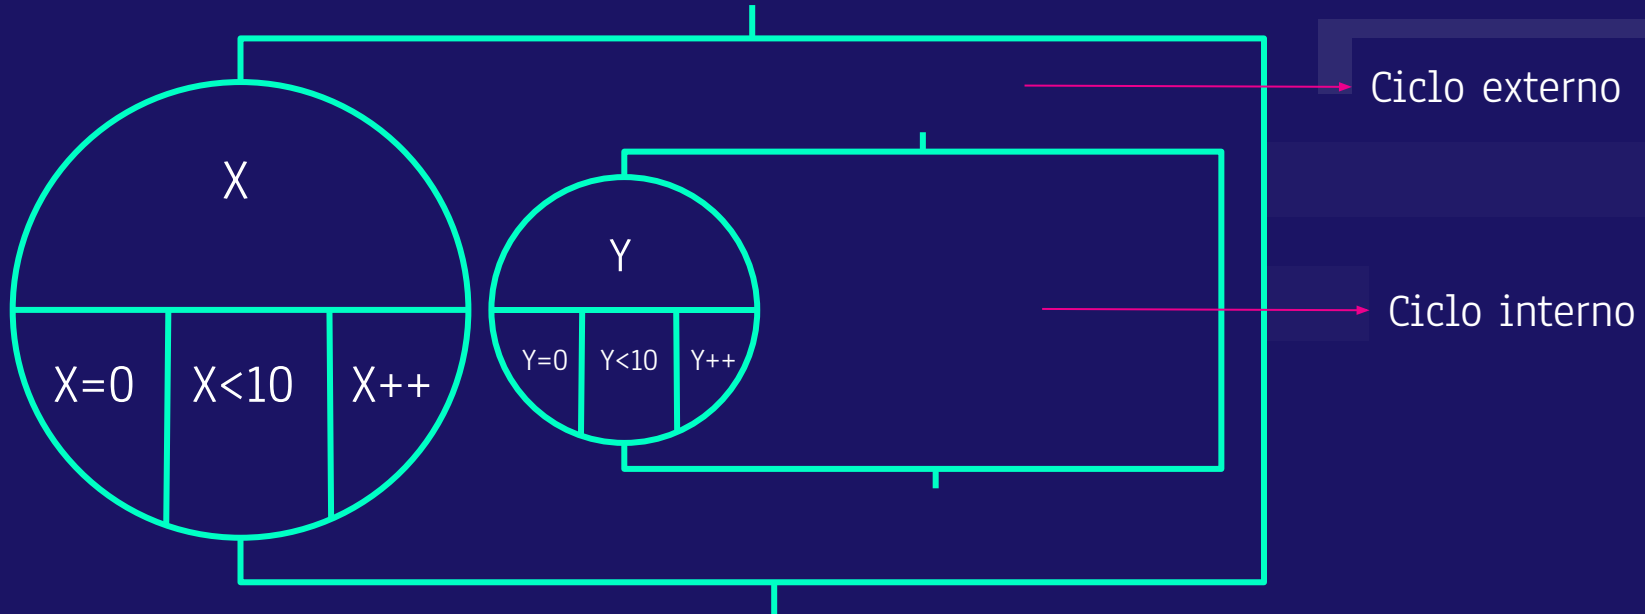 Ciclo externo
X
Y
Ciclo interno
Y=0 Y<10 Y++
X=0 X<10 X++